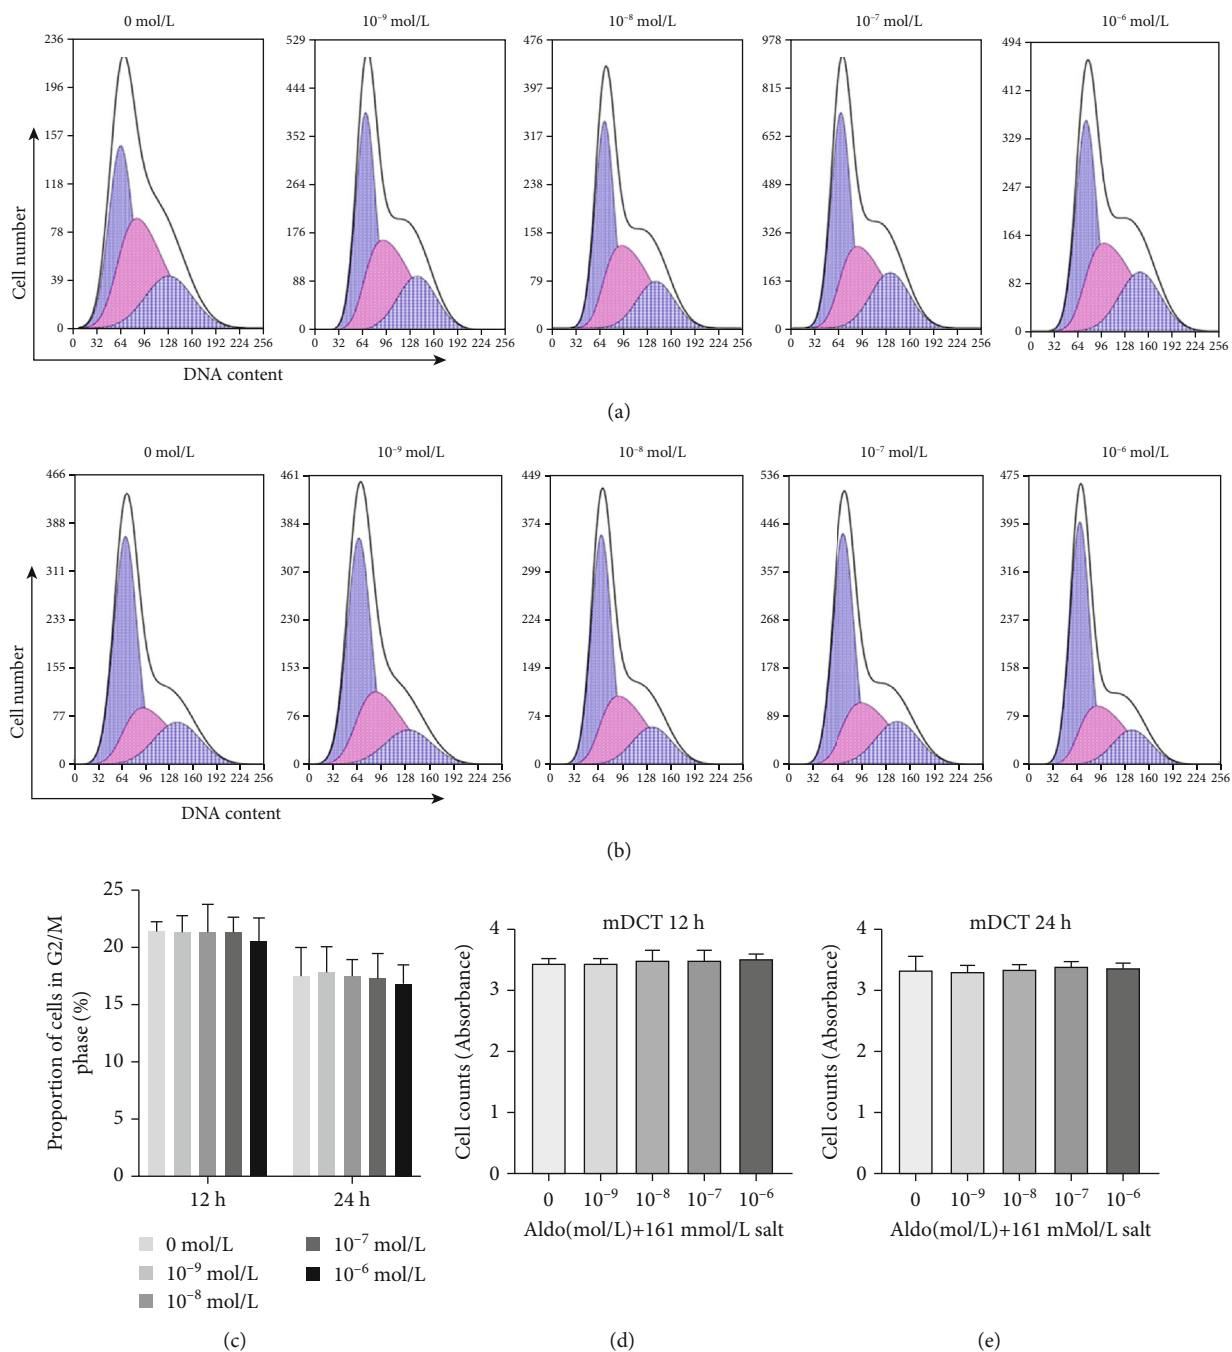 0 mol/L 10⁻⁹ mol/L 10⁻⁸ mol/L 10⁻⁷ mol/L 10⁻⁶ mol/L
236 196 157 118 78 39 0
0 32 64 96 128 160 192 224 256
529 444 352 264 176 88 0
0 32 64 96 128 160 192 224 256
476 397 317 238 158 79 0
0 32 64 96 128 160 192 224 256
978 815 652 489 326 163 0
0 32 64 96 128 160 192 224 256
494 412 329 247 164 82 0
0 32 64 96 128 160 192 224 256
Cell number
DNA content
(a)
0 mol/L 10⁻⁹ mol/L 10⁻⁸ mol/L 10⁻⁷ mol/L 10⁻⁶ mol/L
466 388 311 233 155 77 0
0 32 64 96 128 160 192 224 256
461 384 307 230 153 76 0
0 32 64 96 128 160 192 224 256
449 374 299 224 149 74 0
0 32 64 96 128 160 192 224 256
536 446 357 268 178 89 0
0 32 64 96 128 160 192 224 256
475 395 316 237 158 79 0
0 32 64 96 128 160 192 224 256
Cell number
DNA content
(b)
Proportion of cells in G2/M
phase (%)
25
20
15
10
5
0
12 h 24 h
0 mol/L
10⁻⁹ mol/L
10⁻⁸ mol/L
10⁻⁷ mol/L
10⁻⁶ mol/L
(c)
mDCT 12 h
Cell counts (Absorbance)
4
3
2
1
0
0 10⁻⁹ 10⁻⁸ 10⁻⁷ 10⁻⁶
Aldo(mol/L)+161 mmol/L salt
(d)
mDCT 24 h
Cell counts (Absorbance)
4
3
2
1
0
0 10⁻⁹ 10⁻⁸ 10⁻⁷ 10⁻⁶
Aldo(mol/L)+161 mMol/L salt
(e)